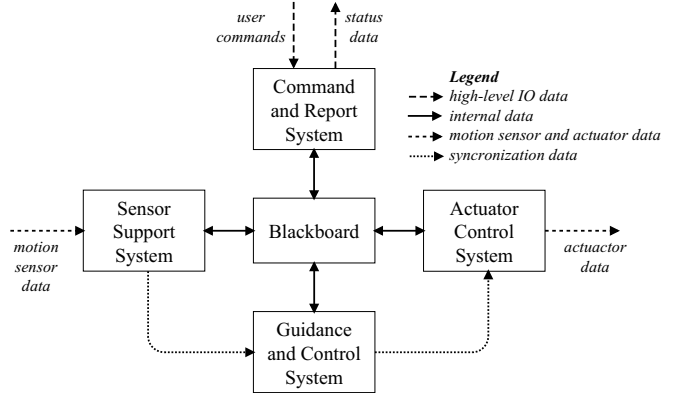 user
commands
status
data
Command
and Report
System
Legend
high-level IO data
internal data
motion sensor and actuator data
syncronization data
Sensor
Support
System
Blackboard
Actuator
Control
System
motion
sensor
data
actuactor
data
Guidance
and Control
System